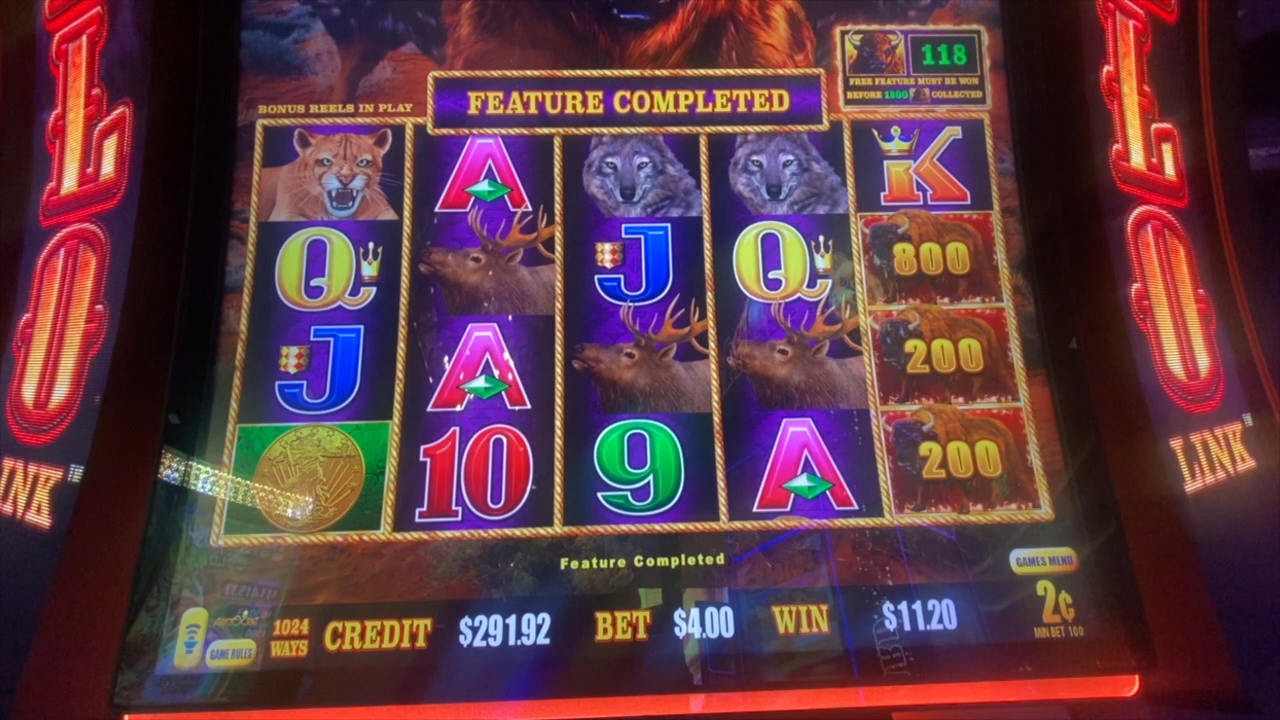 118
FREE FEATURE MUST BE WON
BEFORE 1800 COLLECTED
BONUS REELS IN PLAY
FEATURE COMPLETED
A
K
Q
J
Q
800
J
A
200
10
9
A
200
LINK
LINK
Feature Completed
GAMES MENU
1024
WAYS
CREDIT $291.92 BET $4.00 WIN $11.20
2¢
MIN BET 100
GAME RULES